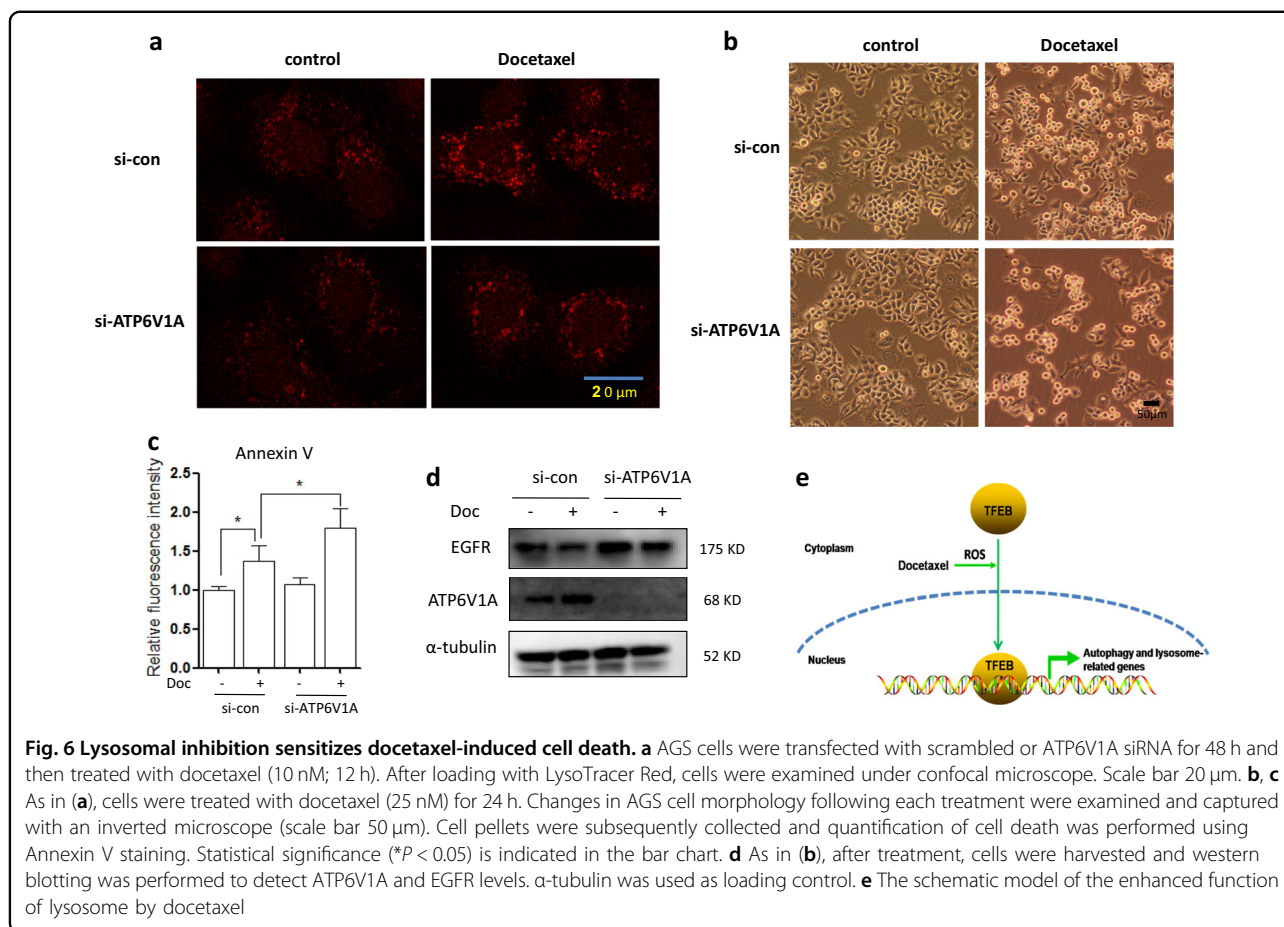 a
control Docetaxel
si-con
si-ATP6V1A
2 0 µm
b
control Docetaxel
si-con
si-ATP6V1A
50µm
c
Annexin V
Relative fluorescence intensity
2.5
2.0
1.5
1.0
0.5
0.0
*
*
Doc - + - +
si-con si-ATP6V1A
d
si-con si-ATP6V1A
Doc - + - +
EGFR 175 KD
ATP6V1A 68 KD
α-tubulin 52 KD
e
TFEB
Cytoplasm
ROS
Docetaxel
Nucleus
TFEB
Autophagy and lysosome-
related genes
Fig. 6 Lysosomal inhibition sensitizes docetaxel-induced cell death. a AGS cells were transfected with scrambled or ATP6V1A siRNA for 48 h and
then treated with docetaxel (10 nM; 12 h). After loading with LysoTracer Red, cells were examined under confocal microscope. Scale bar 20 µm. b, c
As in (a), cells were treated with docetaxel (25 nM) for 24 h. Changes in AGS cell morphology following each treatment were examined and captured
with an inverted microscope (scale bar 50 µm). Cell pellets were subsequently collected and quantification of cell death was performed using
Annexin V staining. Statistical significance (*P < 0.05) is indicated in the bar chart. d As in (b), after treatment, cells were harvested and western
blotting was performed to detect ATP6V1A and EGFR levels. α-tubulin was used as loading control. e The schematic model of the enhanced function
of lysosome by docetaxel